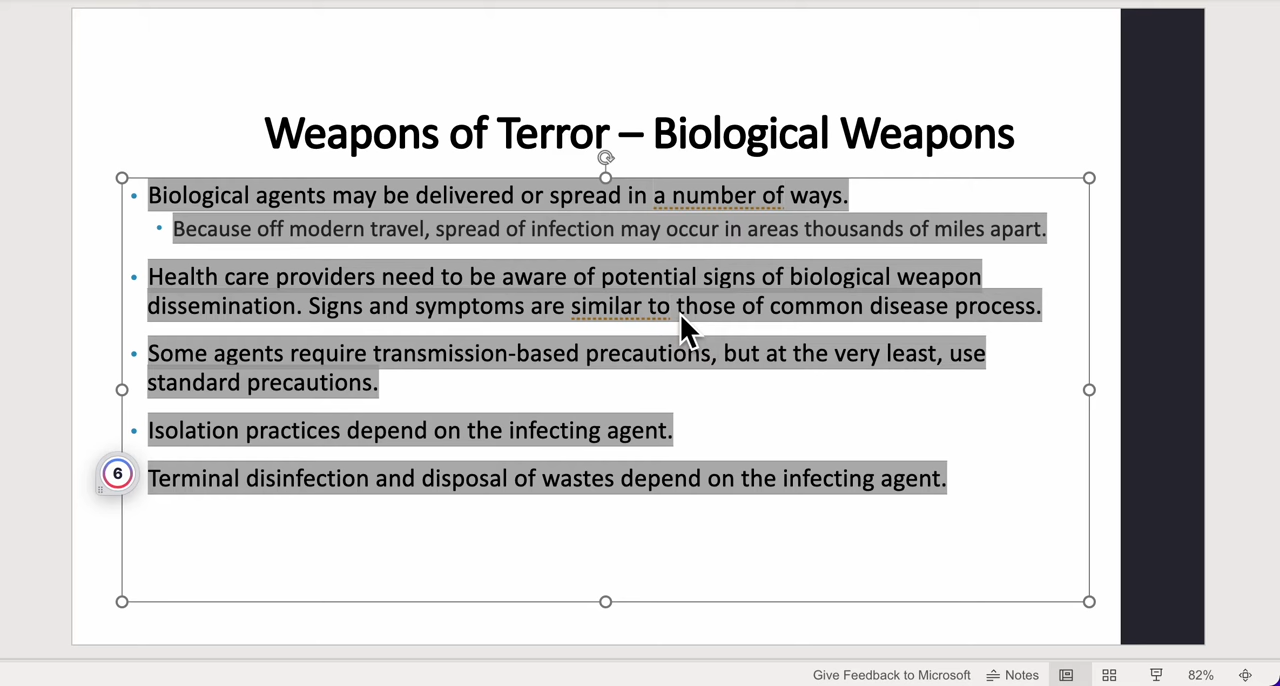 Weapons of Terror – Biological Weapons
• Biological agents may be delivered or spread in a number of ways.
• Because off modern travel, spread of infection may occur in areas thousands of miles apart.
• Health care providers need to be aware of potential signs of biological weapon
dissemination. Signs and symptoms are similar to those of common disease process.
• Some agents require transmission-based precautions, but at the very least, use
standard precautions.
• Isolation practices depend on the infecting agent.
6
Terminal disinfection and disposal of wastes depend on the infecting agent.
Give Feedback to Microsoft Notes 82%